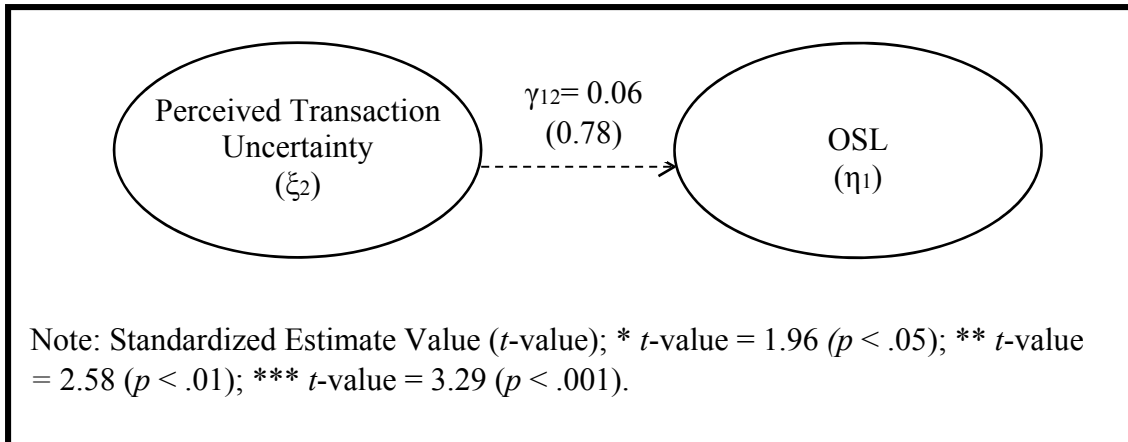 Perceived Transaction
Uncertainty
(ξ2)
γ12= 0.06
(0.78)
OSL
(η1)
Note: Standardized Estimate Value (t-value); * t-value = 1.96 (p < .05); ** t-value
= 2.58 (p < .01); *** t-value = 3.29 (p < .001).